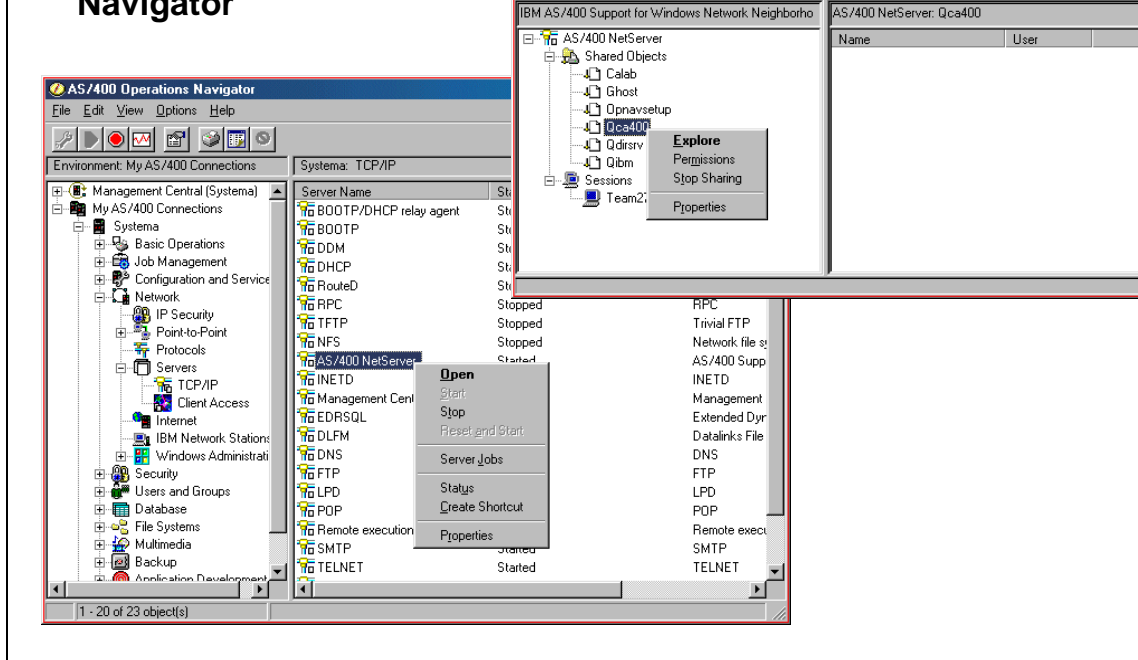 Navigator
IBM AS/400 Support for Windows Network Neighborho
AS/400 NetServer: Qca400
AS/400 NetServer
Shared Objects
Calab
Ghost
Opnavsetup
Qca400
Qdirsrv
Qibm
Sessions
Explore
Permissions
Stop Sharing
Properties
Name User
AS/400 Operations Navigator
File Edit View Options Help
Environment: My AS/400 Connections
Systema: TCP/IP
Management Central (Systema)
My AS/400 Connections
Systema
Basic Operations
Job Management
Configuration and Service
Network
IP Security
Point-to-Point
Protocols
Servers
TCP/IP
Client Access
Internet
IBM Network Stations
Windows Administrati
Security
Users and Groups
Database
File Systems
Multimedia
Backup
Application Development
Server Name
BOOTP/DHCP relay agent
BOOTP
DDM
DHCP
RouteD
RPC Stopped RPC
TFTP Stopped Trivial FTP
NFS Stopped Network file
AS/400 NetServer Started AS/400 Supp
INETD INETD
Management Cent Management
EDRSQL Extended Dyn
DLFM Datalinks File
DNS DNS
FTP FTP
LPD LPD
POP POP
Remote execution Remote execu
SMTP Started SMTP
TELNET Started TELNET
Open
Start
Stop
Reset and Start
Server Jobs
Status
Create Shortcut
Properties
1 - 20 of 23 object(s)